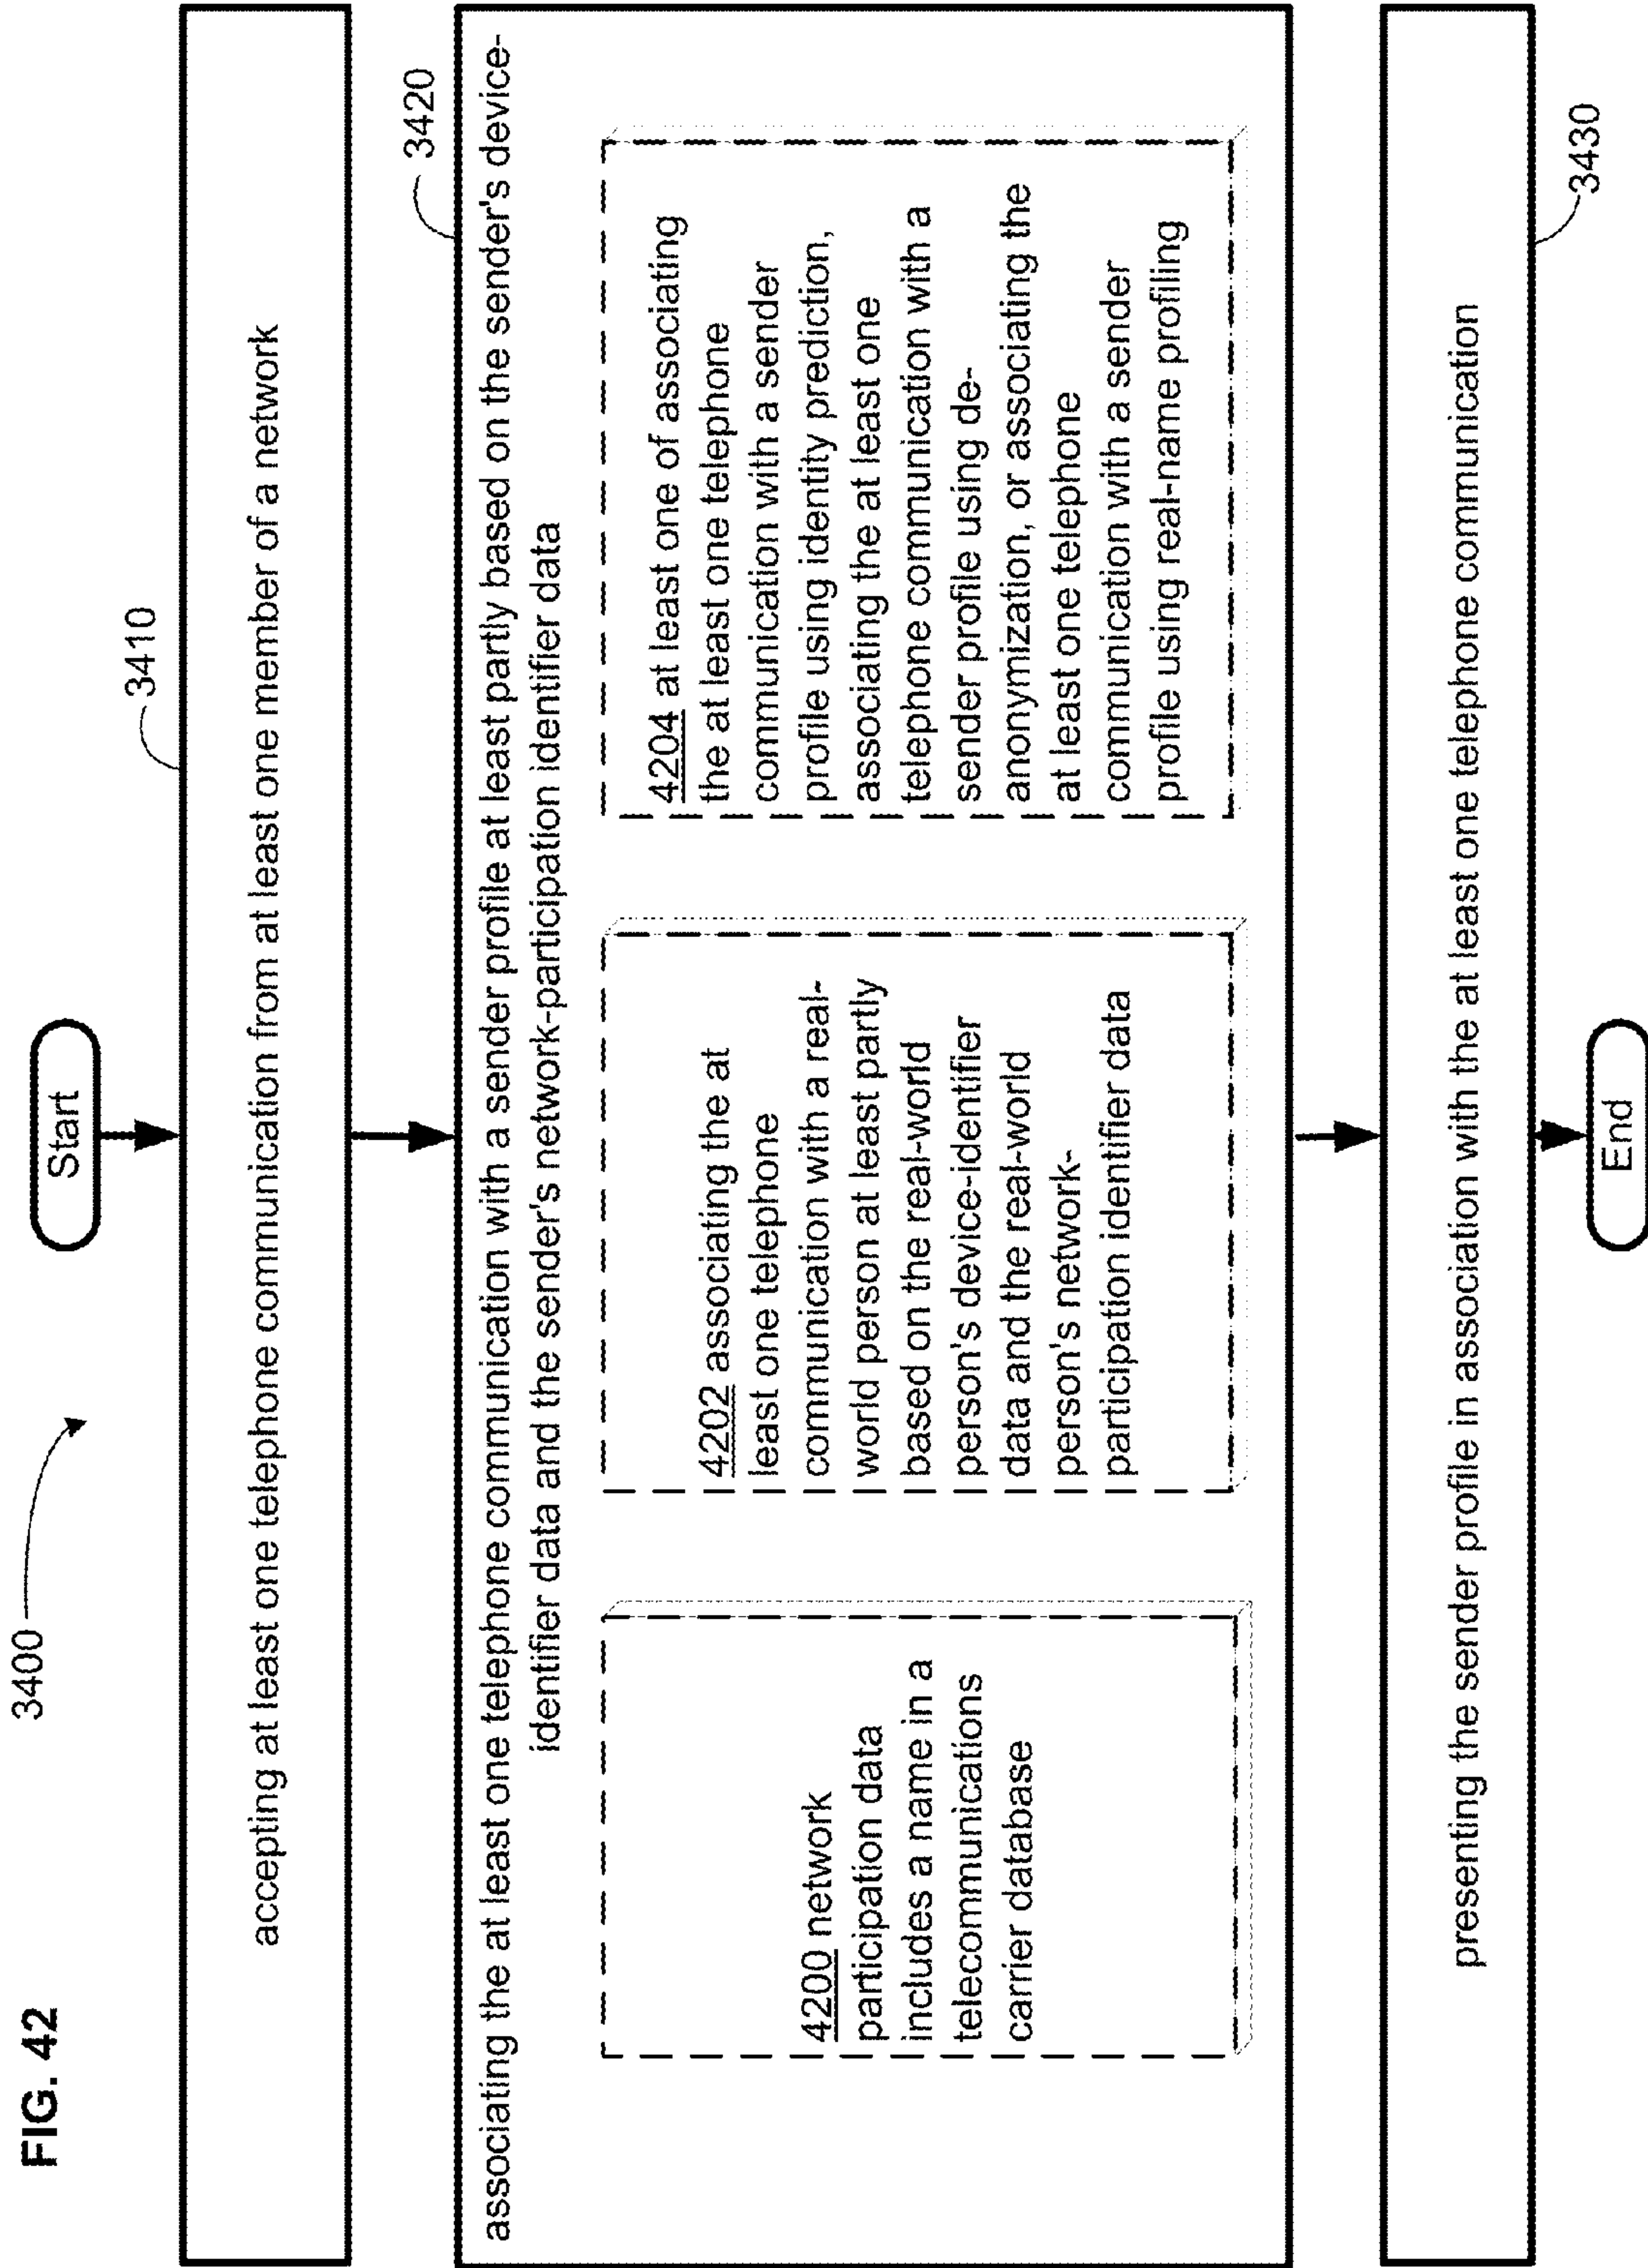 FIG. 42
3400
Start
3410
accepting at least one telephone communication from at least one member of a network
3420
associating the at least one telephone communication with a sender profile at least partly based on the sender's device-
identifier data and the sender's network-participation identifier data
4200 network
participation data
includes a name in a
telecommunications
carrier database
4202 associating the at
least one telephone
communication with a real-
world person at least partly
based on the real-world
person's device-identifier
data and the real-world
person's network-
participation identifier data
4204 at least one of associating
the at least one telephone
communication with a sender
profile using identity prediction,
associating the at least one
telephone communication with a
sender profile using de-
anonymization, or associating the
at least one telephone
communication with a sender
profile using real-name profiling
presenting the sender profile in association with the at least one telephone communication
3430
End